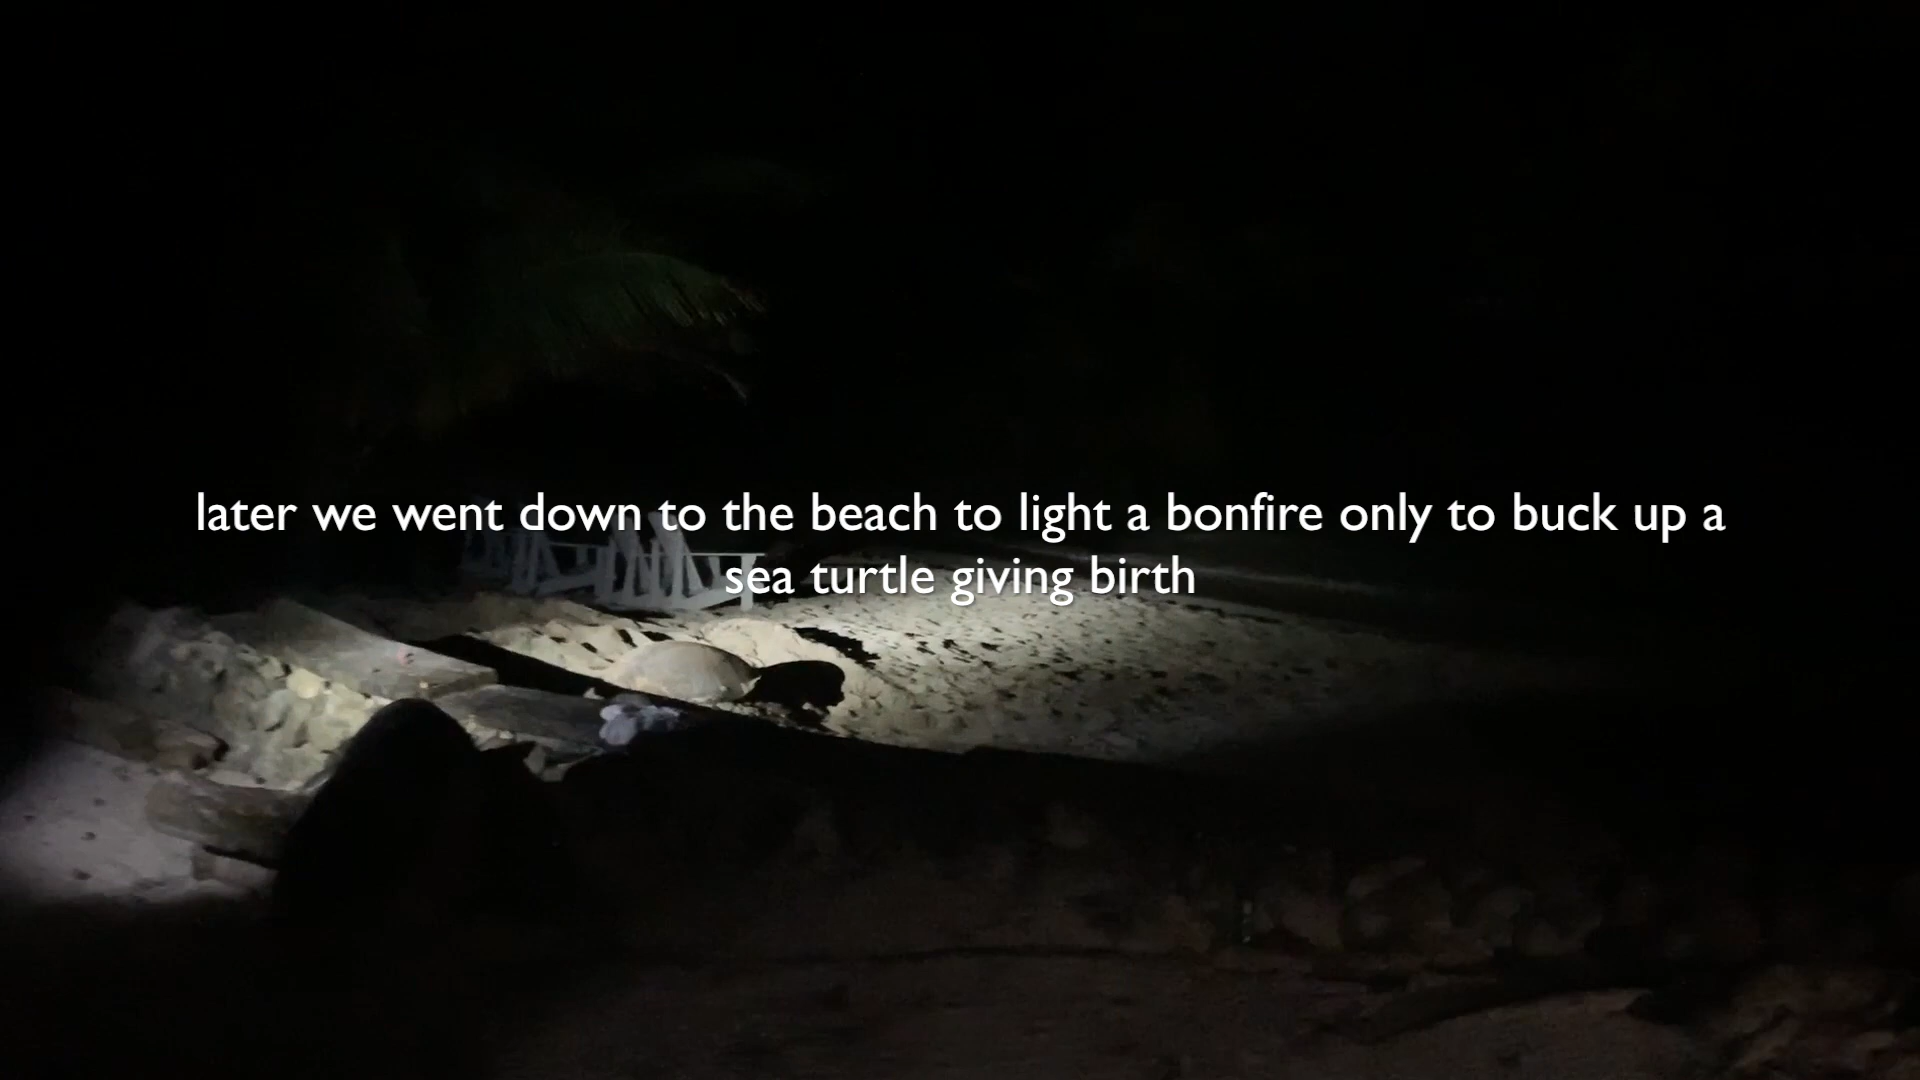 later we went down to the beach to light a bonfire only to buck up a
sea turtle giving birth